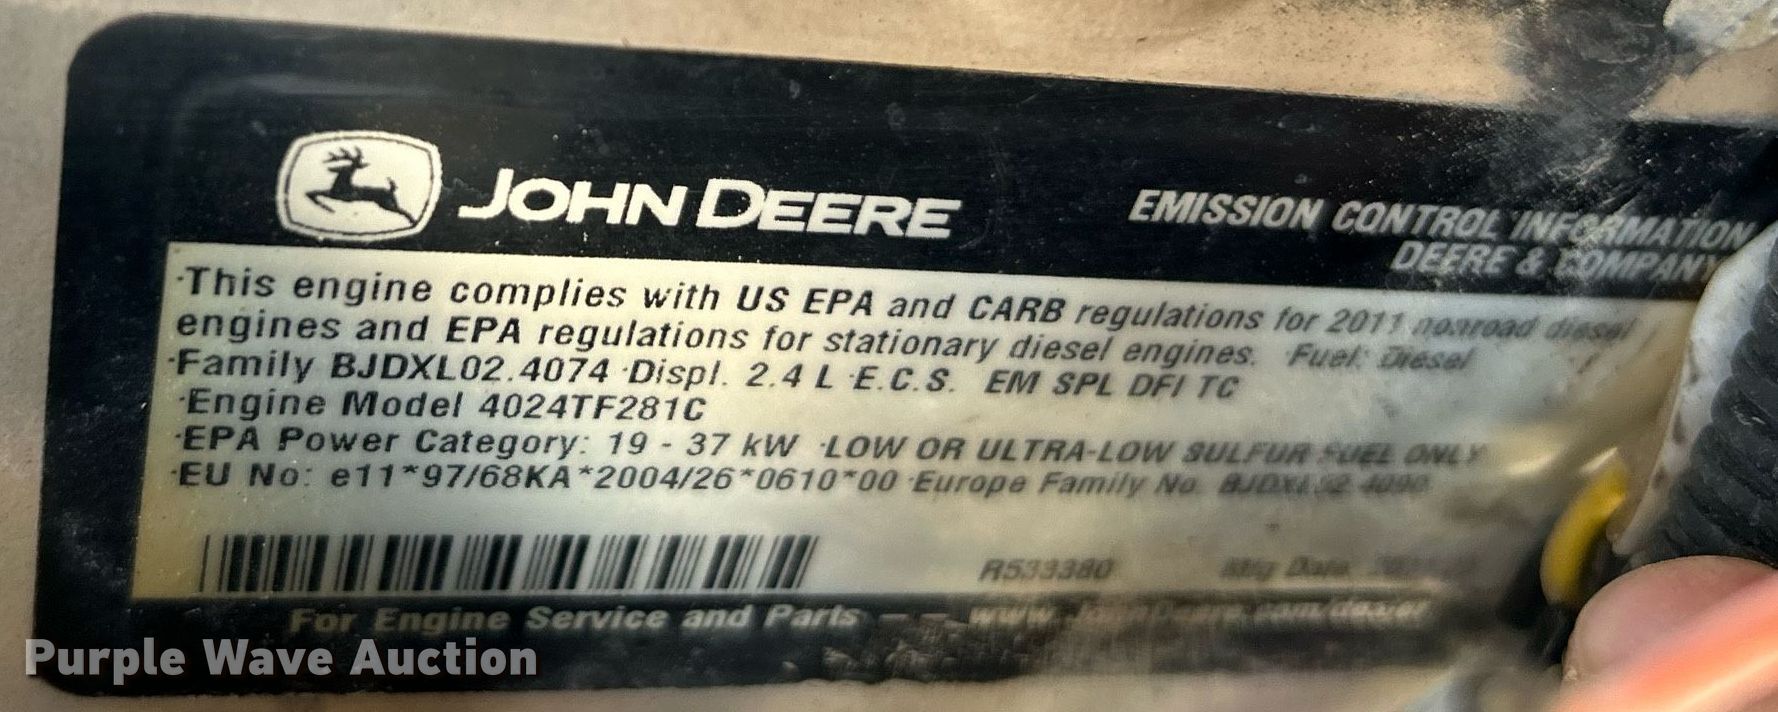 JOHN DEERE
EMISSION CONTROL INFORMATION
DEERE & COMPANY
·This engine complies with US EPA and CARB regulations for 2011 nonroad diesel
engines and EPA regulations for stationary diesel engines. Fuel: Diesel
·Family BJDXL02.4074 ·Displ. 2.4 L ·E.C.S. EM SPL DFI TC
·Engine Model 4024TF281C
·EPA Power Category: 19 - 37 kW ·LOW OR ULTRA-LOW SULFUR FUEL ONLY
·EU No: e11*97/68KA*2004/26*0610*00 ·Europe Family No. 
R533380 Mfg Date
For Engine Service and Parts -- www.JohnDeere.com/dealer
Purple Wave Auction